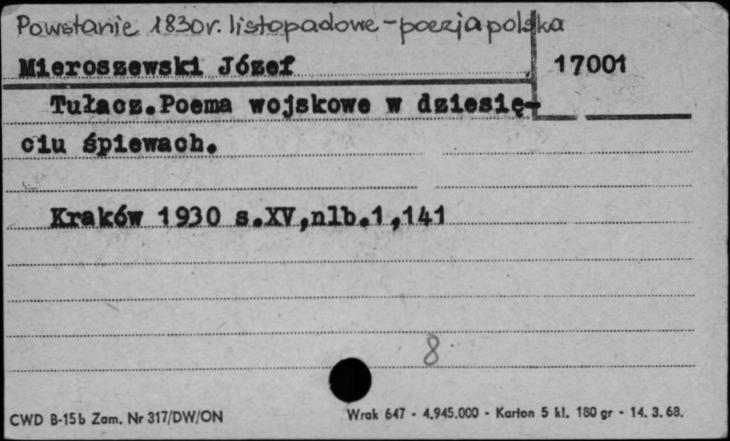 Powstanie 1830r. listopadowe - poezja polska
Mieroszewski Józef
17001
Tułacz.Poema wojskowe w dziesię-
ciu śpiewach.
Kraków 1930 s.XV,nlb.1,141
8
CWD B-15b Zam. Nr 317/DW/ON
Wrak 647 - 4.945.000 - Karton 5 kl. 180 gr - 14. 3. 68.